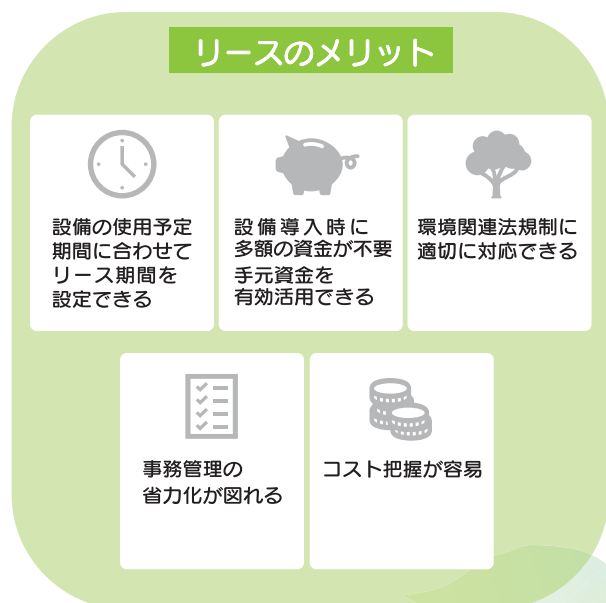 リースのメリット
設備の使用予定
期間に合わせて
リース期間を
設定できる
設備導入時に
多額の資金が不要
手元資金を
有効活用できる
環境関連法規制に
適切に対応できる
事務管理の
省力化が図れる
コスト把握が容易